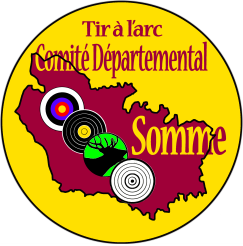 Tir à l'arc
Comité Départemental
Somme